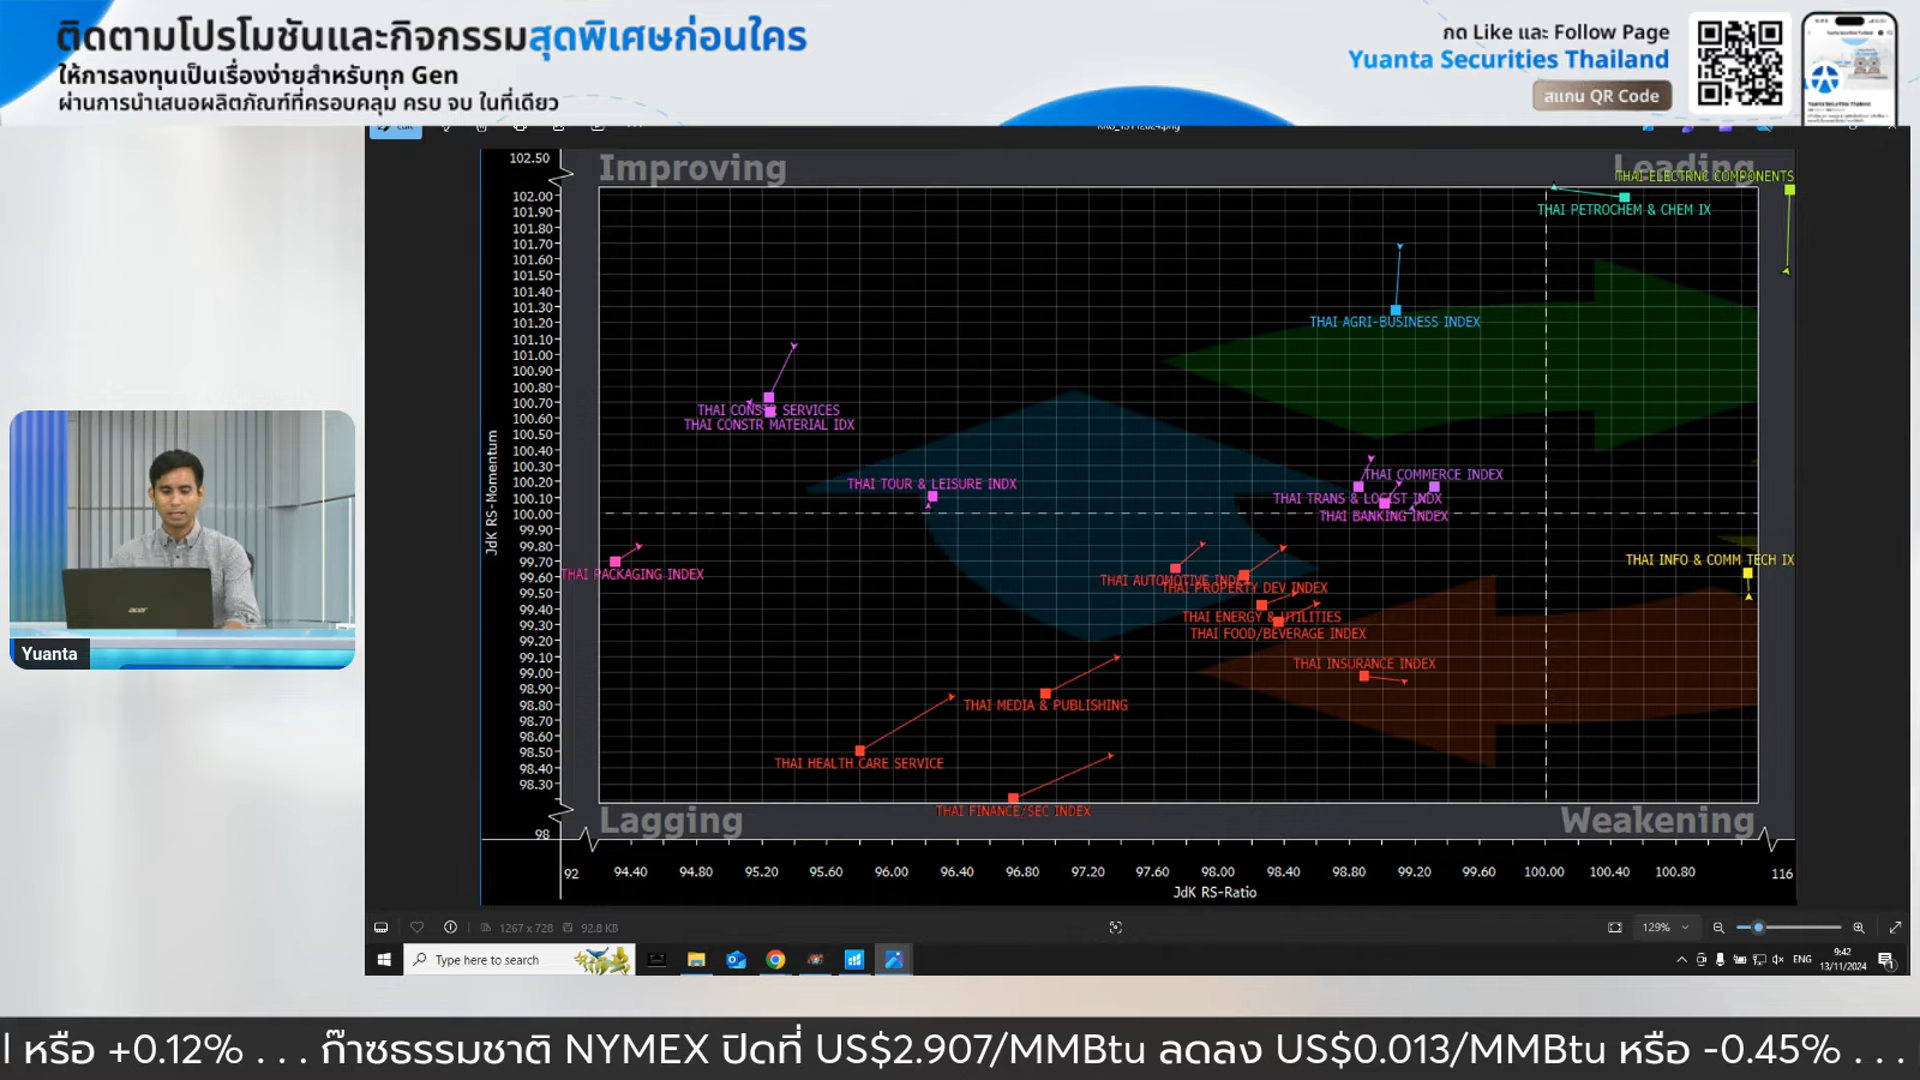 ติดตามโปรโมชันและกิจกรรมสุดพิเศษก่อนใคร
ให้การลงทุนเป็นเรื่องง่ายสำหรับทุก Gen
ผ่านการนำเสนอผลิตภัณฑ์ที่ครอบคลุม ครบ จบ ในที่เดียว
กด Like และ Follow Page
Yuanta Securities Thailand
สแกน QR Code
Improving
Leading
THAI ELECTRNC COMPONENTS
THAI PETROCHEM & CHEM IX
THAI AGRI-BUSINESS INDEX
THAI CONSTR SERVICES
THAI CONSTR MATERIAL IDX
THAI COMMERCE INDEX
THAI TOUR & LEISURE INDX
THAI TRANS & LOGIST INDX
THAI BANKING INDEX
THAI INFO & COMM TECH IX
THAI PACKAGING INDEX
THAI AUTOMOTIVE INDEX
THAI PROPERTY DEV INDEX
THAI ENERGY & UTILITIES
THAI FOOD/BEVERAGE INDEX
THAI INSURANCE INDEX
THAI MEDIA & PUBLISHING
THAI HEALTH CARE SERVICE
THAI FINANCE/SEC INDEX
Lagging
Weakening
JdK RS-Momentum
102.50
102.00
101.90
101.80
101.70
101.60
101.50
101.40
101.30
101.20
101.10
101.00
100.90
100.80
100.70
100.60
100.50
100.40
100.30
100.20
100.10
100.00
99.90
99.80
99.70
99.60
99.50
99.40
99.30
99.20
99.10
99.00
98.90
98.80
98.70
98.60
98.50
98.40
98.30
98
92 94.40 94.80 95.20 95.60 96.00 96.40 96.80 97.20 97.60 98.00 98.40 98.80 99.20 99.60 100.00 100.40 100.80 116
JdK RS-Ratio
acer
Yuanta
1267 x 728 92.8 KB
129%
Type here to search
ENG
9:42
13/11/2024
หรือ +0.12% . . . ก๊าซธรรมชาติ NYMEX ปิดที่ US$2.907/MMBtu ลดลง US$0.013/MMBtu หรือ -0.45% . . .